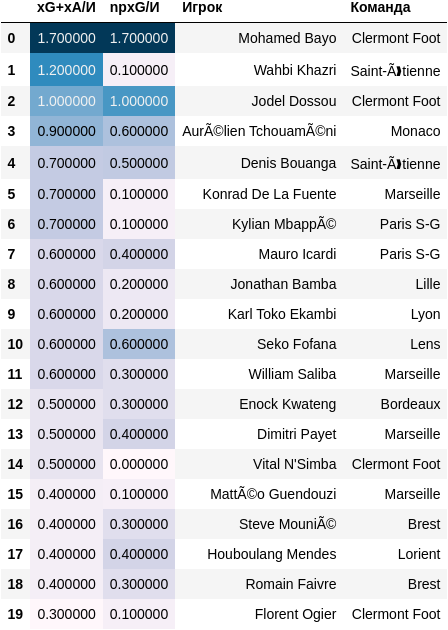 xG+xA/И npxG/И Игрок Команда
0 1.700000 1.700000 Mohamed Bayo Clermont Foot
1 1.200000 0.100000 Wahbi Khazri Saint-Ãtienne
2 1.000000 1.000000 Jodel Dossou Clermont Foot
3 0.900000 0.600000 AurÃ©lien TchouamÃ©ni Monaco
4 0.700000 0.500000 Denis Bouanga Saint-Ãtienne
5 0.700000 0.100000 Konrad De La Fuente Marseille
6 0.700000 0.100000 Kylian MbappÃ© Paris S-G
7 0.600000 0.400000 Mauro Icardi Paris S-G
8 0.600000 0.200000 Jonathan Bamba Lille
9 0.600000 0.200000 Karl Toko Ekambi Lyon
10 0.600000 0.600000 Seko Fofana Lens
11 0.600000 0.300000 William Saliba Marseille
12 0.500000 0.300000 Enock Kwateng Bordeaux
13 0.500000 0.400000 Dimitri Payet Marseille
14 0.500000 0.000000 Vital N'Simba Clermont Foot
15 0.400000 0.100000 MattÃ©o Guendouzi Marseille
16 0.400000 0.300000 Steve MouniÃ© Brest
17 0.400000 0.400000 Houboulang Mendes Lorient
18 0.400000 0.300000 Romain Faivre Brest
19 0.300000 0.100000 Florent Ogier Clermont Foot